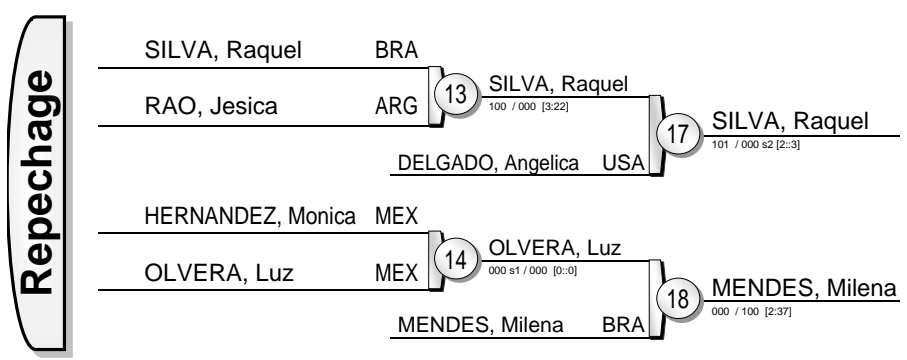 Repechage
SILVA, Raquel BRA
RAO, Jesica ARG
13
SILVA, Raquel
100 / 000 [3:22]
DELGADO, Angelica USA
17
SILVA, Raquel
101 / 000 s2 [2::3]
HERNANDEZ, Monica MEX
OLVERA, Luz MEX
14
OLVERA, Luz
000 s1 / 000 [0::0]
MENDES, Milena BRA
18
MENDES, Milena
000 / 100 [2:37]